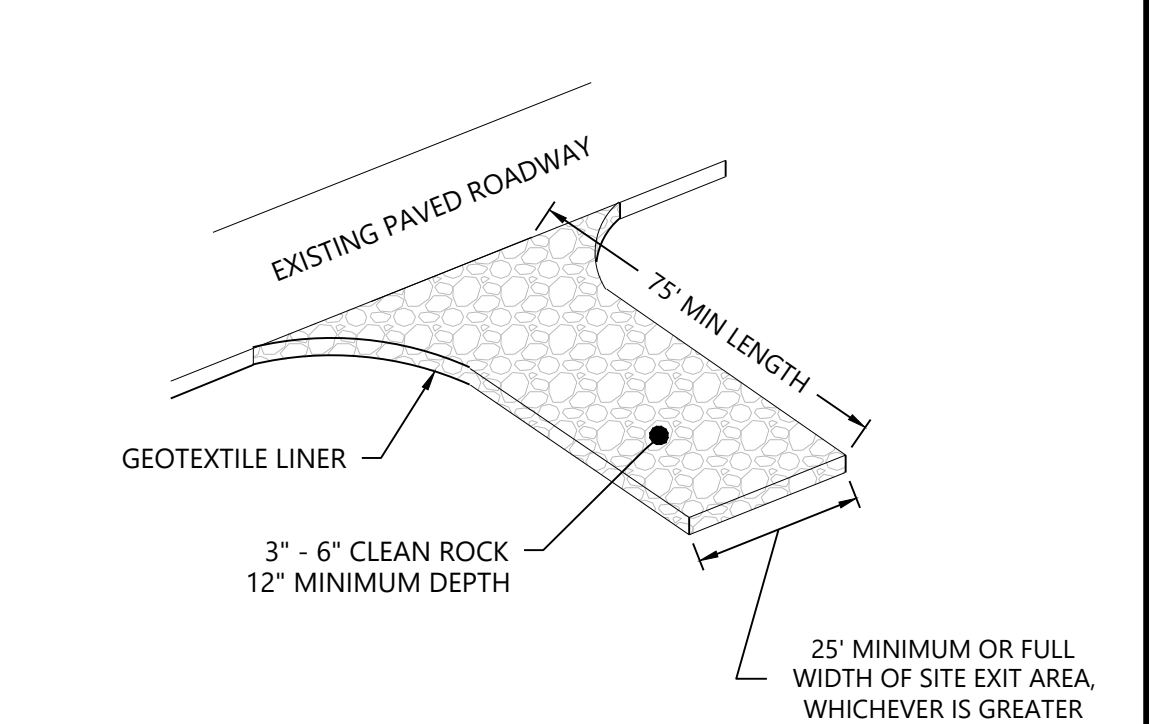 EXISTING PAVED ROADWAY
75' MIN LENGTH
GEOTEXTILE LINER
3" - 6" CLEAN ROCK
12" MINIMUM DEPTH
25' MINIMUM OR FULL
WIDTH OF SITE EXIT AREA,
WHICHEVER IS GREATER